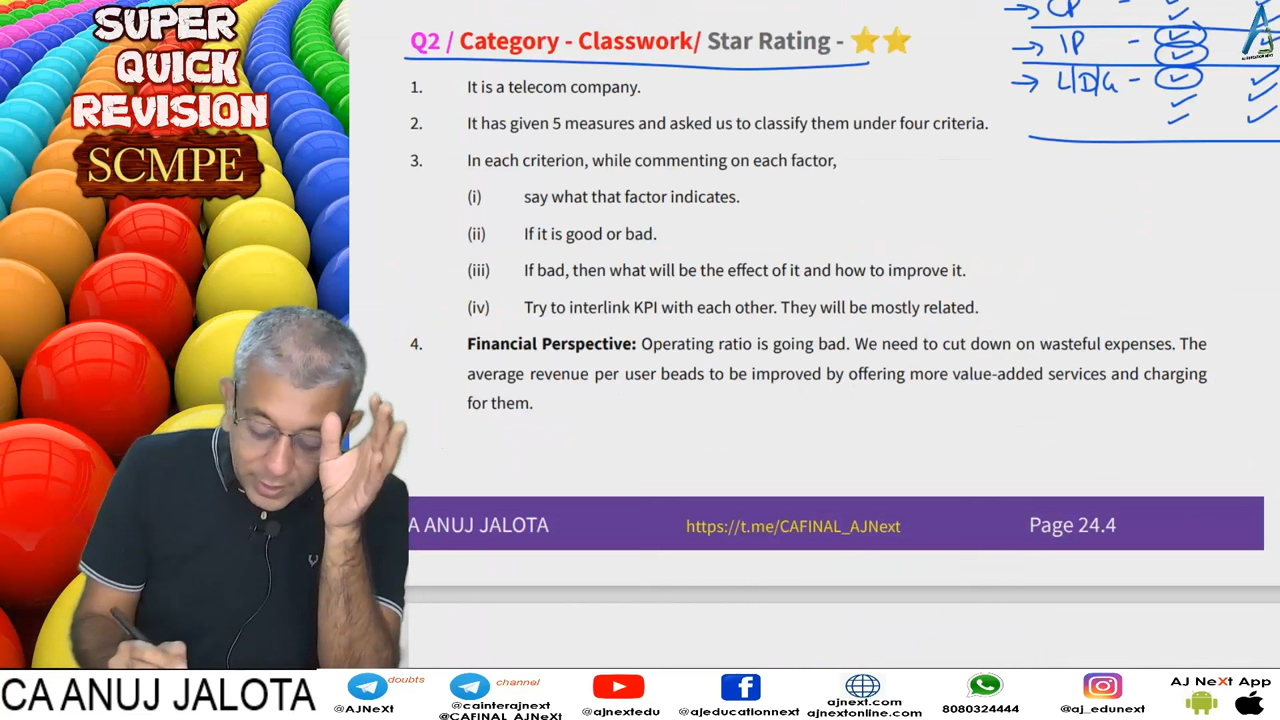 SUPER
QUICK
REVISION
SCMPE
Q2 / Category - Classwork/ Star Rating - ⭐⭐
→ CP -
→ IP -
→ L/D/G -
1. It is a telecom company.
2. It has given 5 measures and asked us to classify them under four criteria.
3. In each criterion, while commenting on each factor,
(i) say what that factor indicates.
(ii) If it is good or bad.
(iii) If bad, then what will be the effect of it and how to improve it.
(iv) Try to interlink KPI with each other. They will be mostly related.
4. Financial Perspective: Operating ratio is going bad. We need to cut down on wasteful expenses. The
average revenue per user beads to be improved by offering more value-added services and charging
for them.
A ANUJ JALOTA https://t.me/CAFINAL_AJNext Page 24.4
CA ANUJ JALOTA
doubts
@AJNeXt
channel
@cainterajnext
@CAFINAL_AJNeXt
@ajnextedu
@ajeducationnext
ajnext.com
ajnextonline.com
8080324444
@aj_edunext
AJ NeXt App